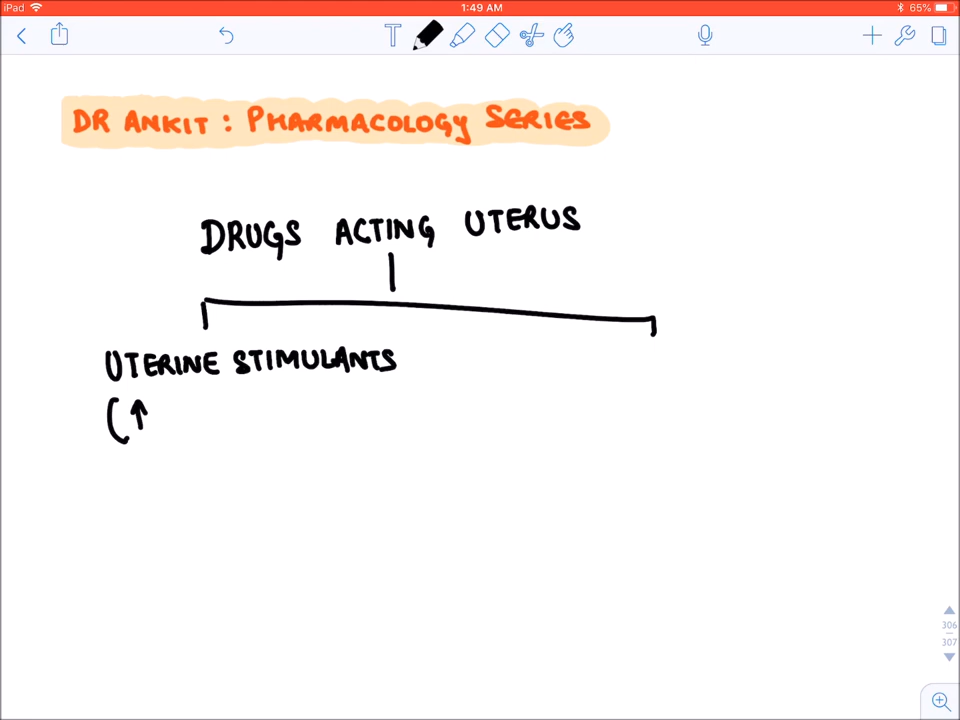 iPad 1:49 AM 65%
T
DR ANKIT : PHARMACOLOGY SERIES
DRUGS ACTING UTERUS
UTERINE STIMULANTS
(↑
306
307